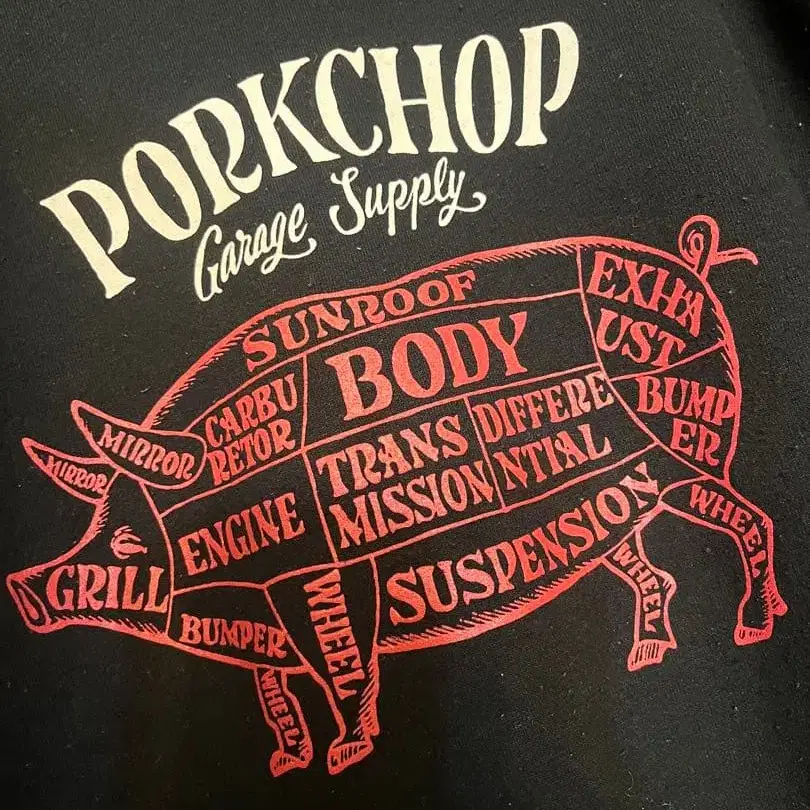 PORKCHOP
Garage Supply
SUNROOF
EXHA
UST
BODY
CARBU
RETOR
MIRROR
MIRROR
TRANS
MISSION
DIFFERE
NTIAL
BUMP
ER
ENGINE
GRILL
BUMPER
SUSPENSION
WHEEL
WHEEL
WHEEL
WHEEL